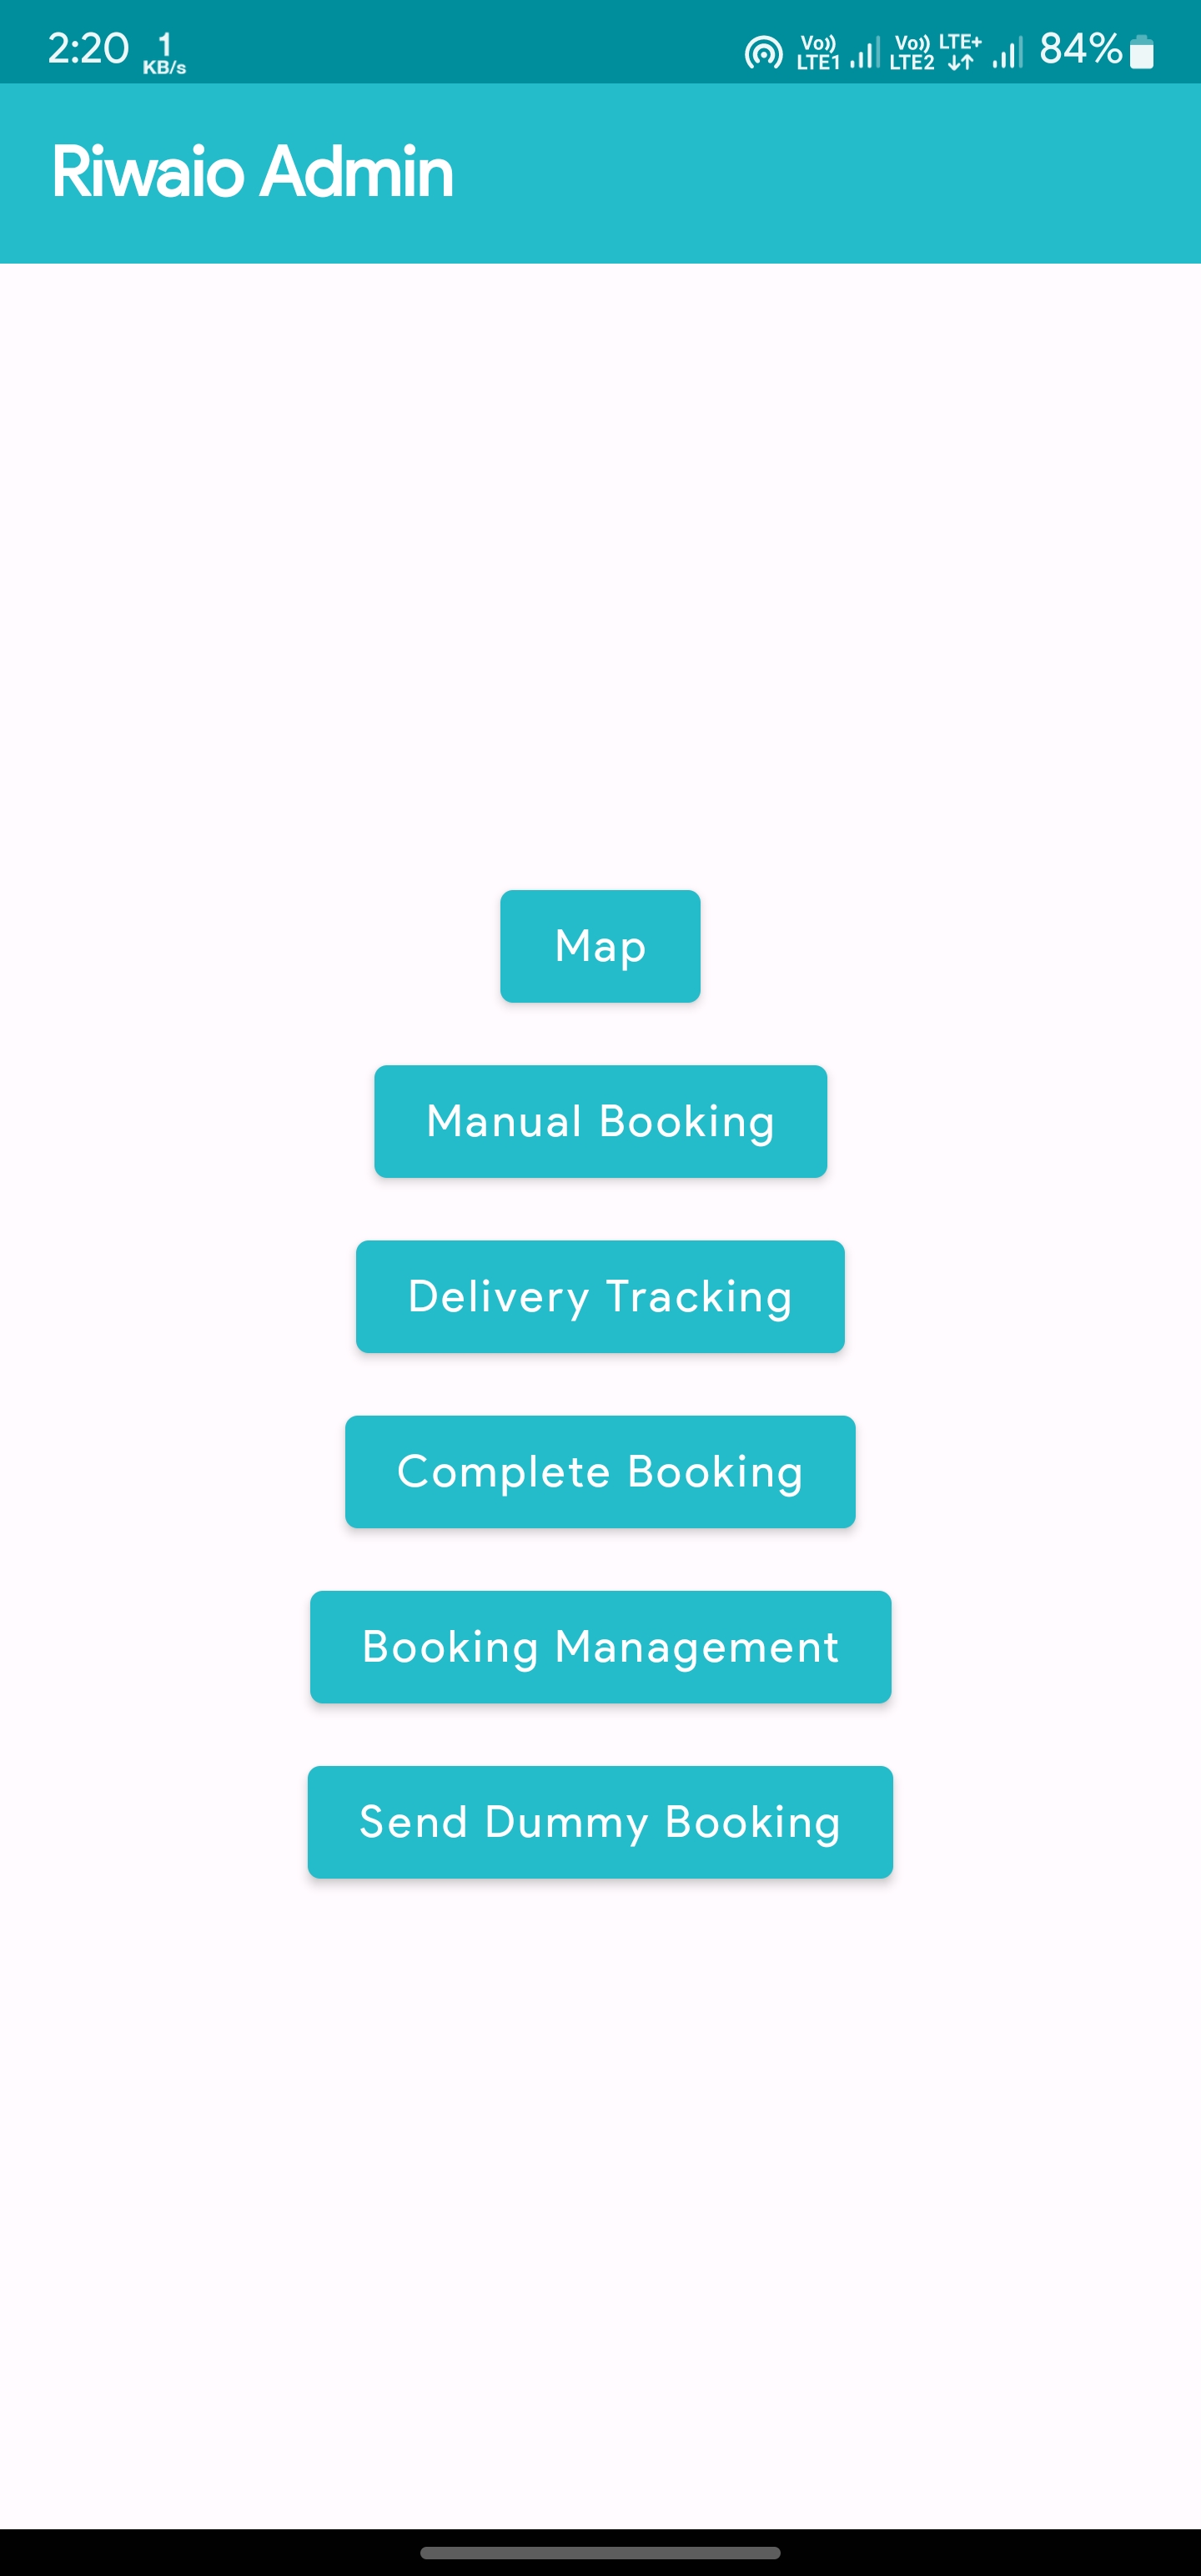 2:20 1 KB/s Vo)) LTE1 Vo)) LTE2 LTE+ 84%
Riwaio Admin
Map
Manual Booking
Delivery Tracking
Complete Booking
Booking Management
Send Dummy Booking